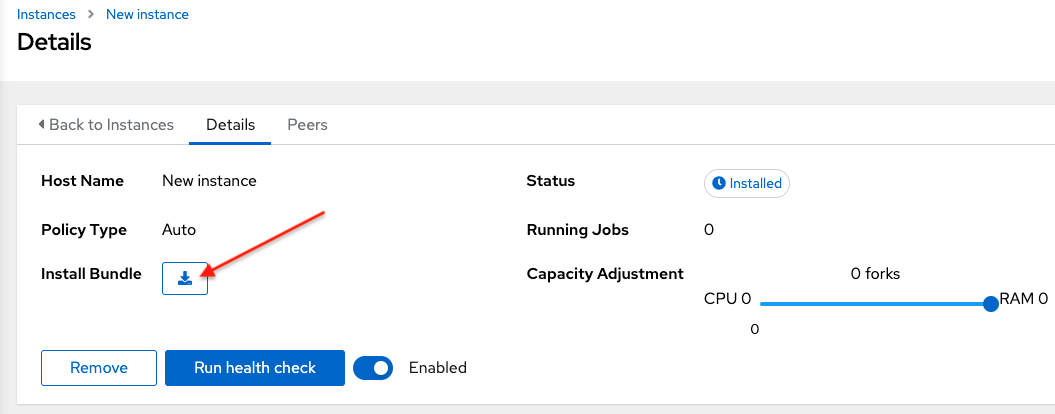 Instances > New instance
Details
Back to Instances Details Peers
Host Name New instance Status Installed
Policy Type Auto Running Jobs 0
Install Bundle Capacity Adjustment 0 forks
CPU 0 RAM 0
0
Remove Run health check Enabled